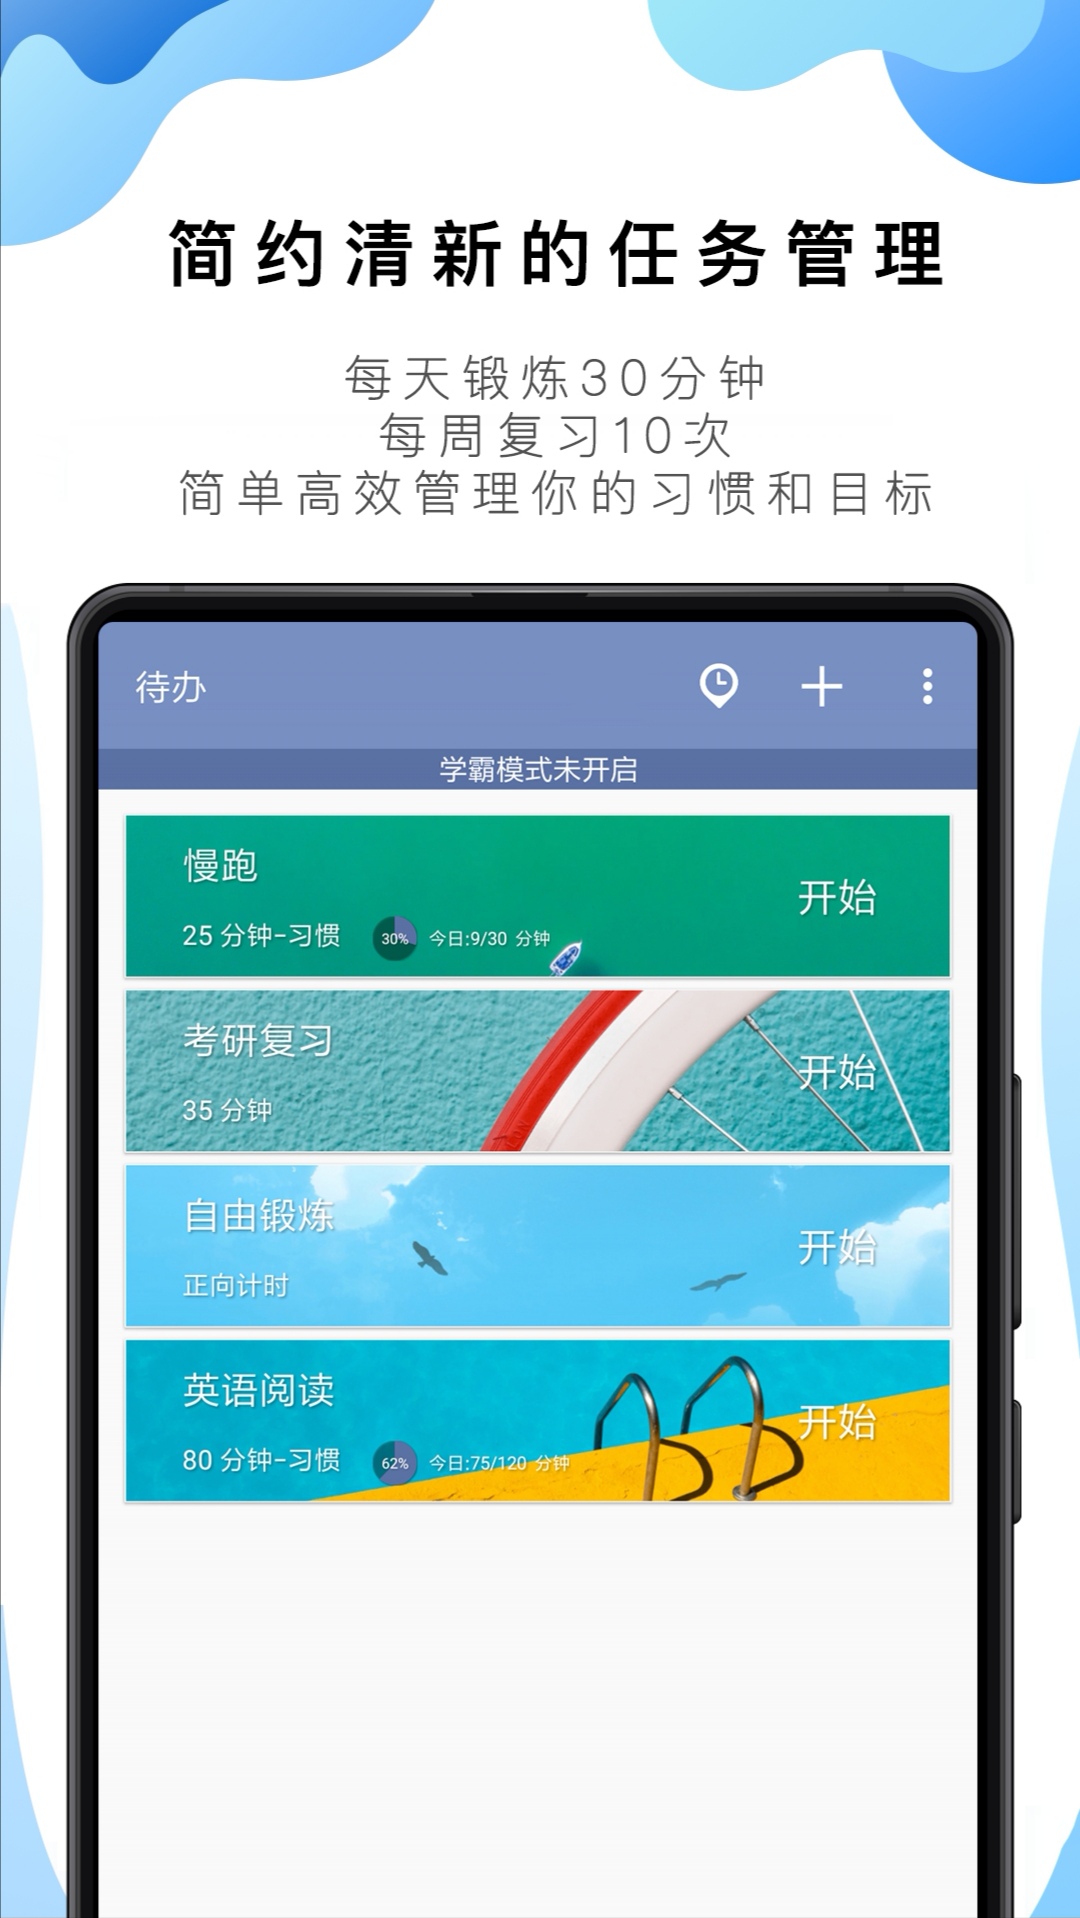 简约清新的任务管理
每天锻炼30分钟
每周复习10次
简单高效管理你的习惯和目标
待办
学霸模式未开启
慢跑
开始
25 分钟-习惯 30% 今日:9/30 分钟
考研复习
开始
35 分钟
自由锻炼
开始
正向计时
英语阅读
开始
80 分钟-习惯 62% 今日:75/120 分钟